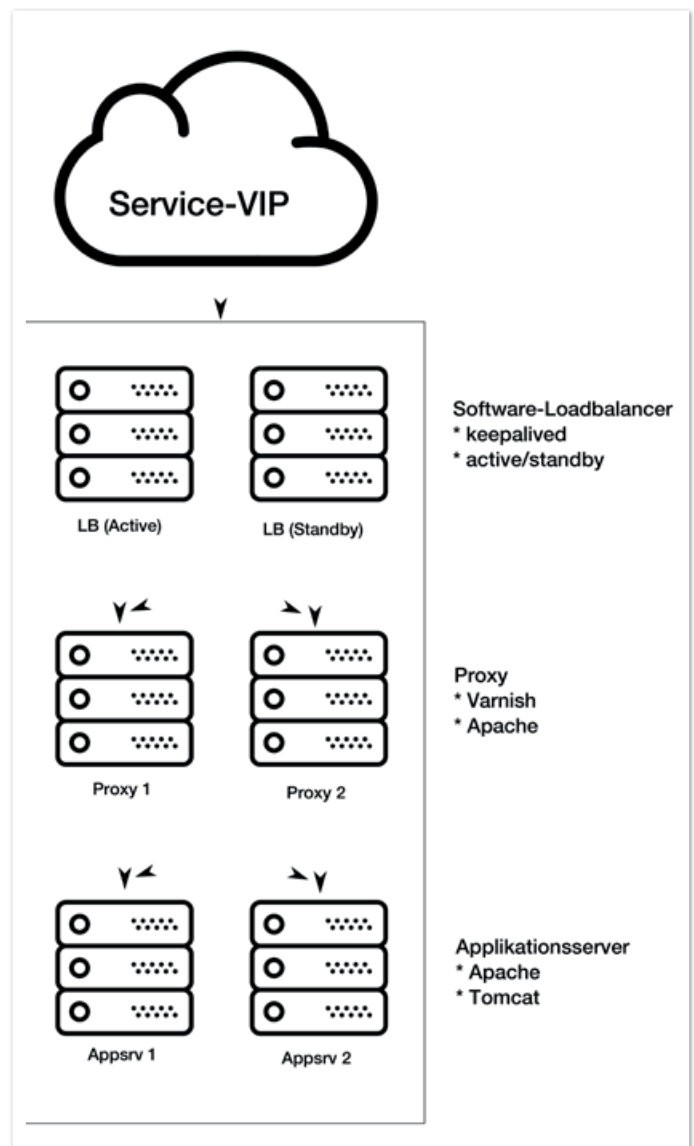 Service-VIP
LB (Active)
LB (Standby)
Software-Loadbalancer
* keepalived
* active/standby
Proxy 1
Proxy 2
Proxy
* Varnish
* Apache
Appsrv 1
Appsrv 2
Applikationsserver
* Apache
* Tomcat